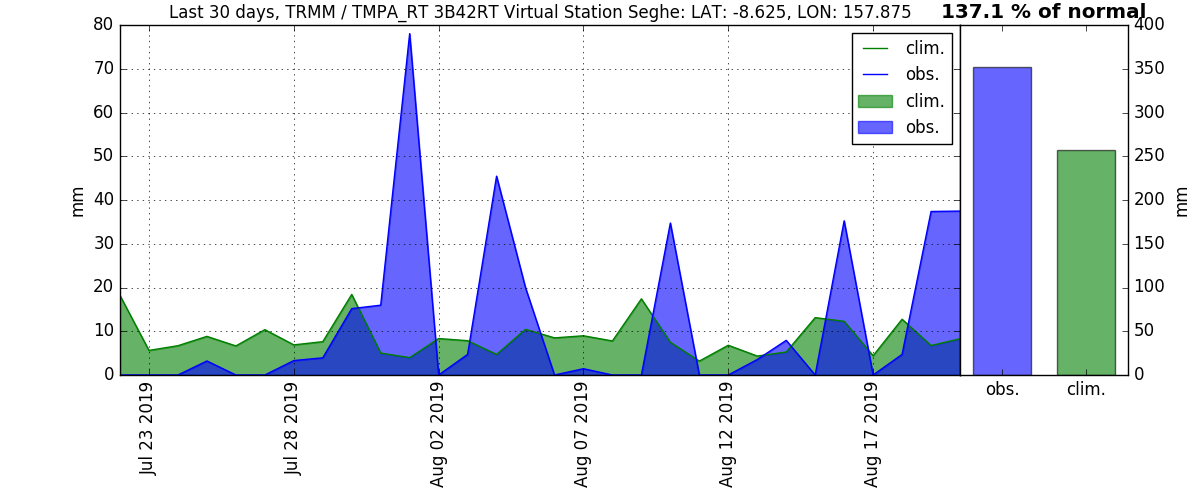 Last 30 days, TRMM / TMPA_RT 3B42RT Virtual Station Seghe: LAT: -8.625, LON: 157.875
137.1 % of normal
80
70
60
50
40
30
20
10
0
mm
clim.
obs.
clim.
obs.
400
350
300
250
200
150
100
50
0
mm
obs.
clim.
Jul 23 2019
Jul 28 2019
Aug 02 2019
Aug 07 2019
Aug 12 2019
Aug 17 2019